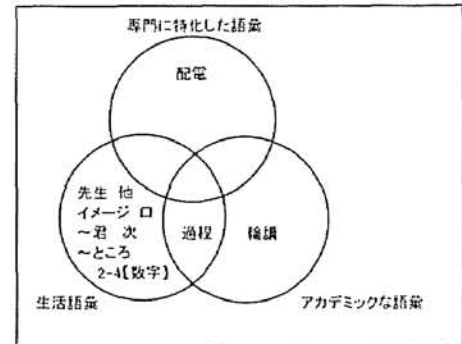 専門に特化した語彙
配電
先生 他
イメージ 口
～君 次
～ところ
2-4【数字】
過程
輪講
生活語彙
アカデミックな語彙